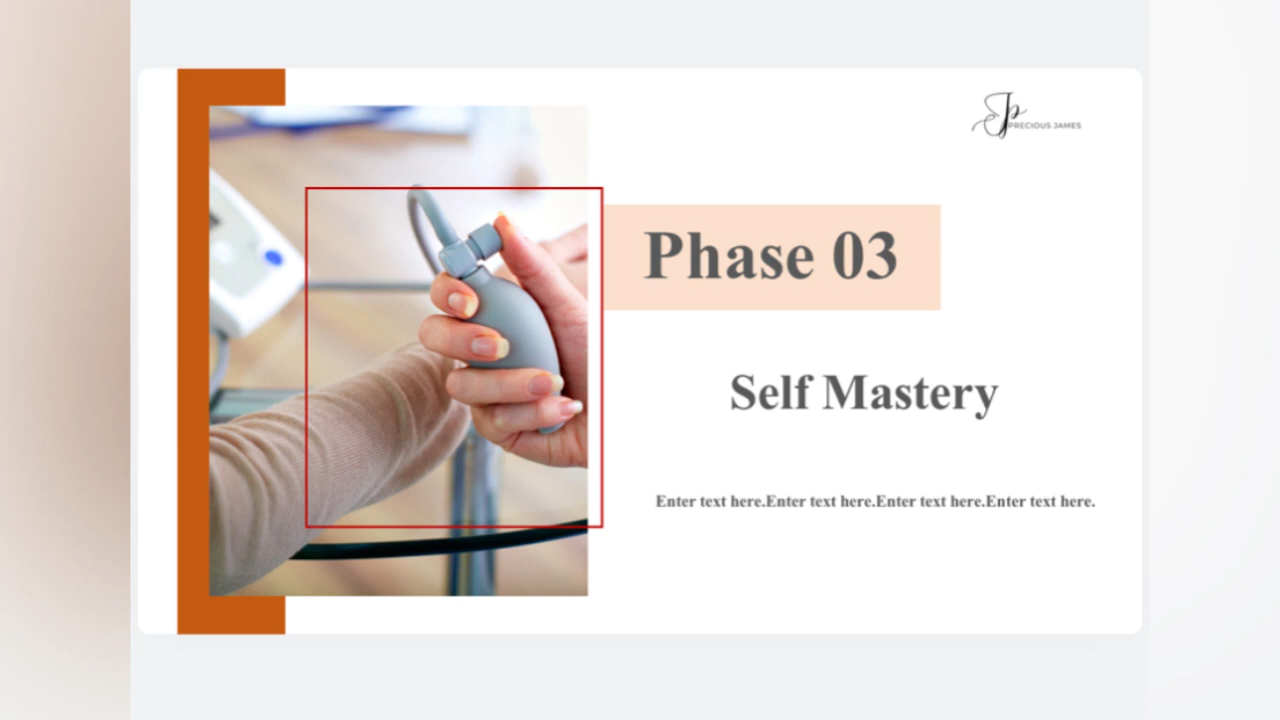 PRECIOUS JAMES
Phase 03
Self Mastery
Enter text here.Enter text here.Enter text here.Enter text here.